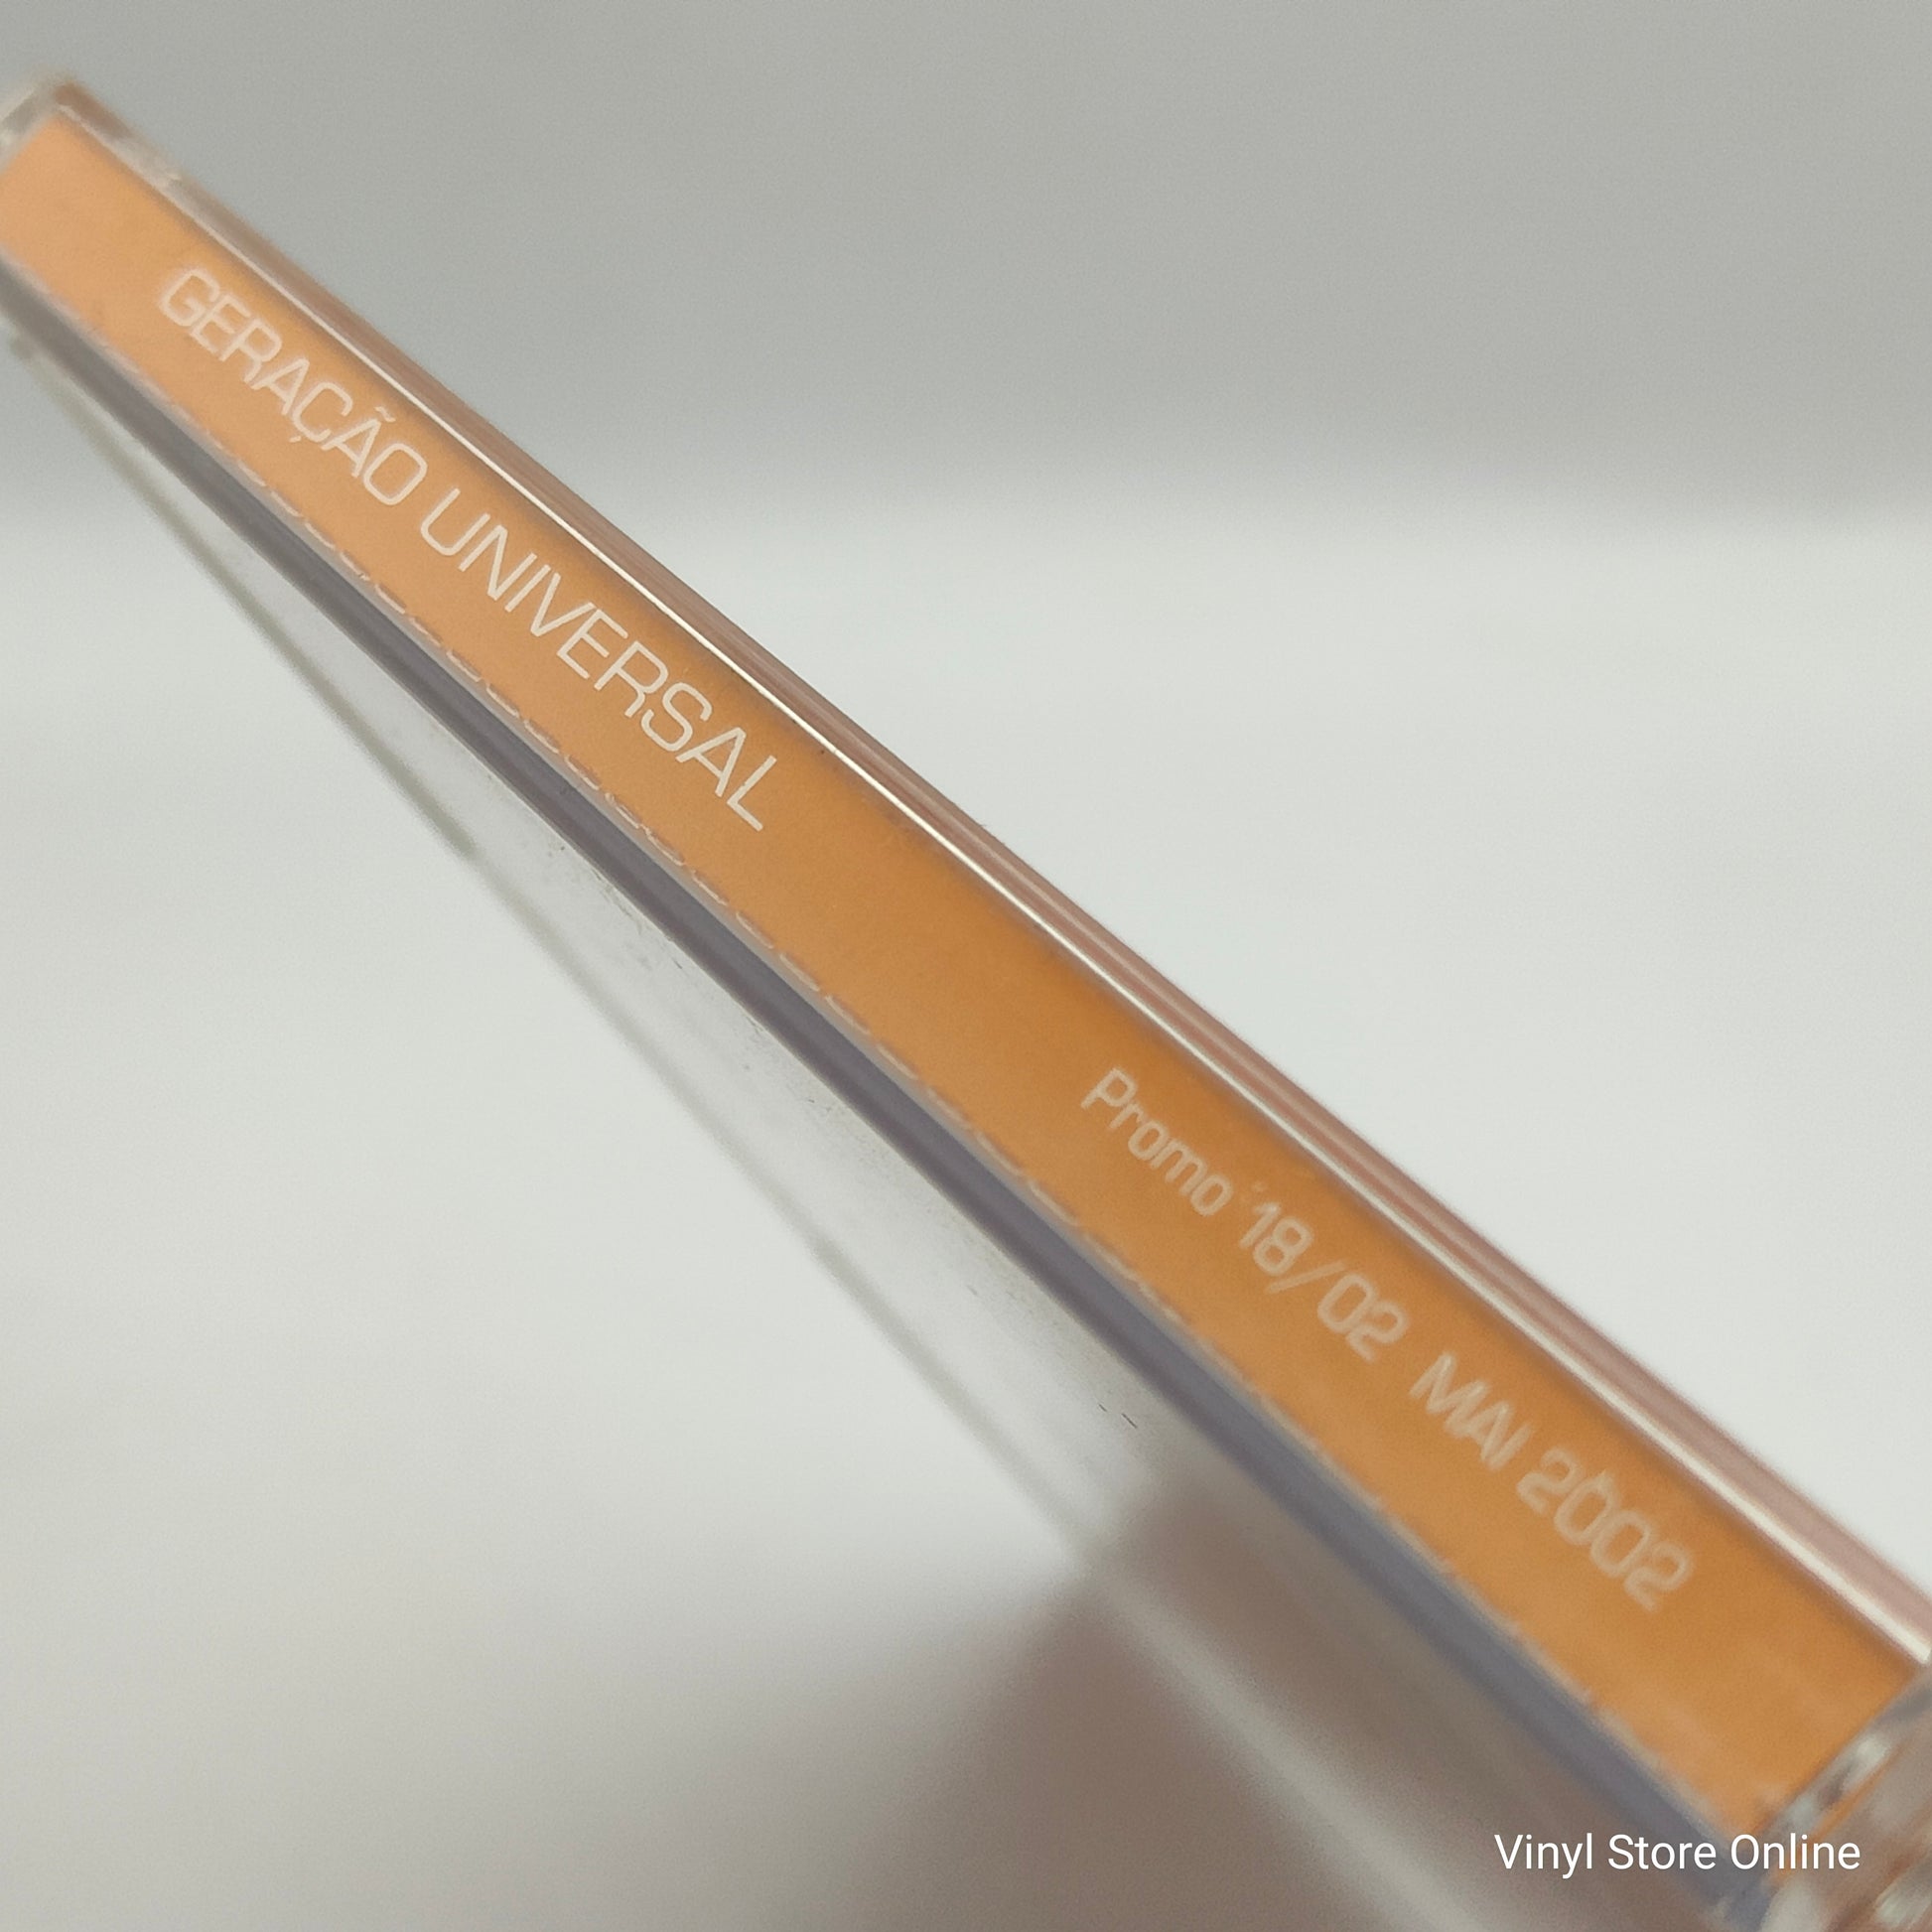 GERAÇÃO UNIVERSAL
Promo ´18/02 MAI 2002
Vinyl Store Online